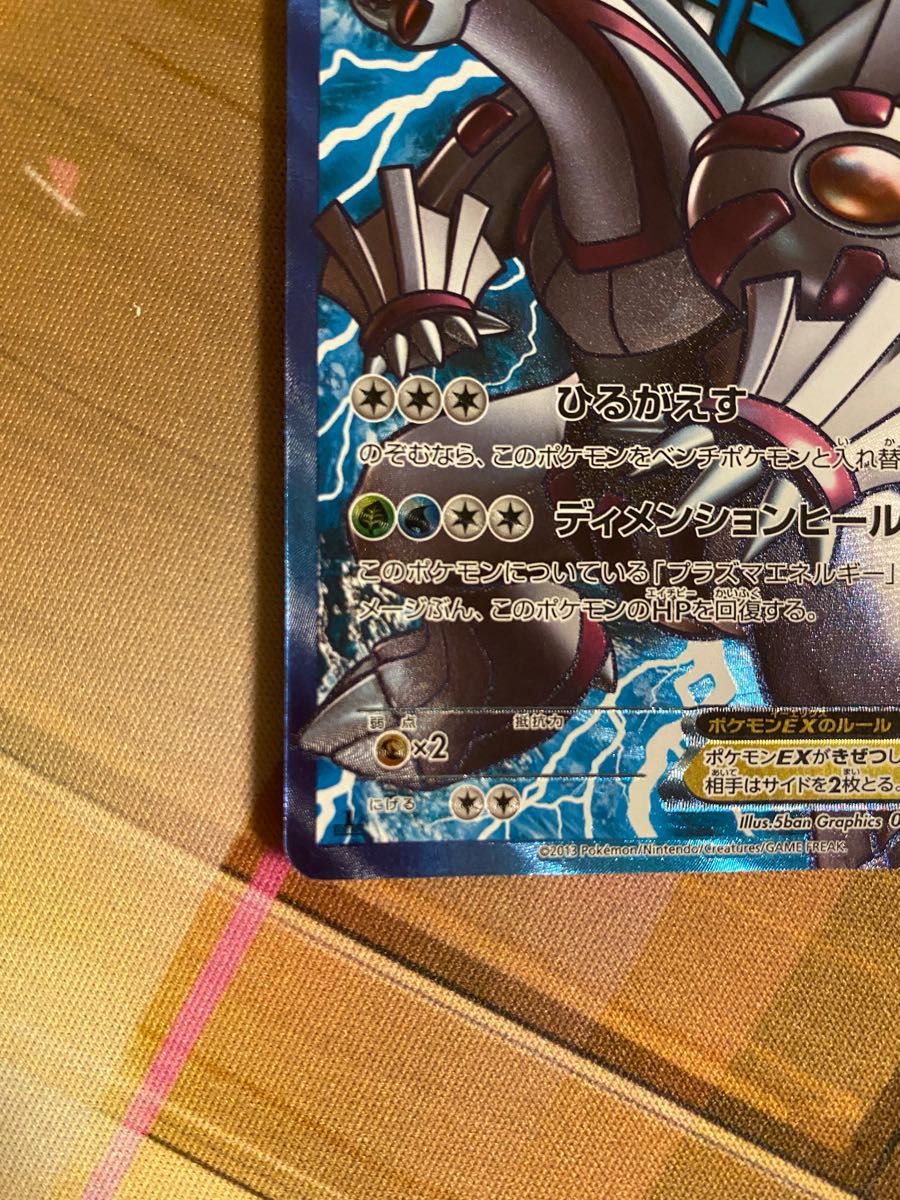 ひるがえす
のぞむなら、このポケモンをベンチポケモンと入れ替
ディメンションヒール
このポケモンについている「プラズマエネルギー」
メージぶん、このポケモンのHPを回復する。
弱点 抵抗力
×2
にげる
ポケモンEXのルール
ポケモンEXがきぜつし
相手はサイドを2枚とる。
illus.5ban Graphics 0
©2013 Pokémon/Nintendo/Creatures/GAME FREAK.